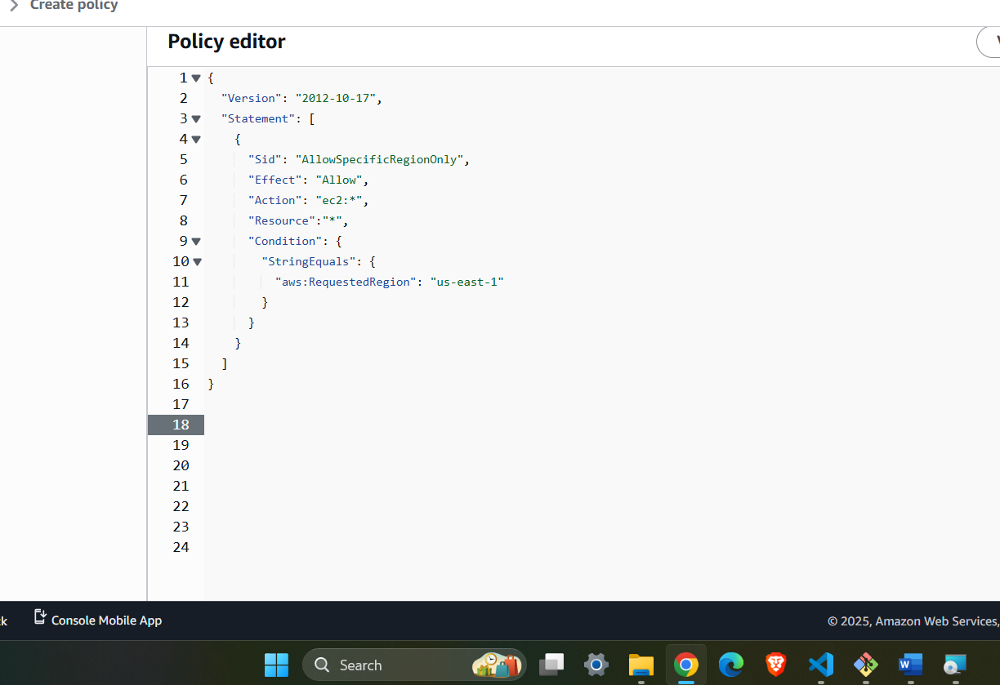 Create policy
Policy editor
1 {
2 "Version": "2012-10-17",
3 "Statement": [
4 {
5 "Sid": "AllowSpecificRegionOnly",
6 "Effect": "Allow",
7 "Action": "ec2:*",
8 "Resource":"*",
9 "Condition": {
10 "StringEquals": {
11 "aws:RequestedRegion": "us-east-1"
12 }
13 }
14 }
15 ]
16 }
17
18
19
20
21
22
23
24
Console Mobile App
© 2025, Amazon Web Services,
Search